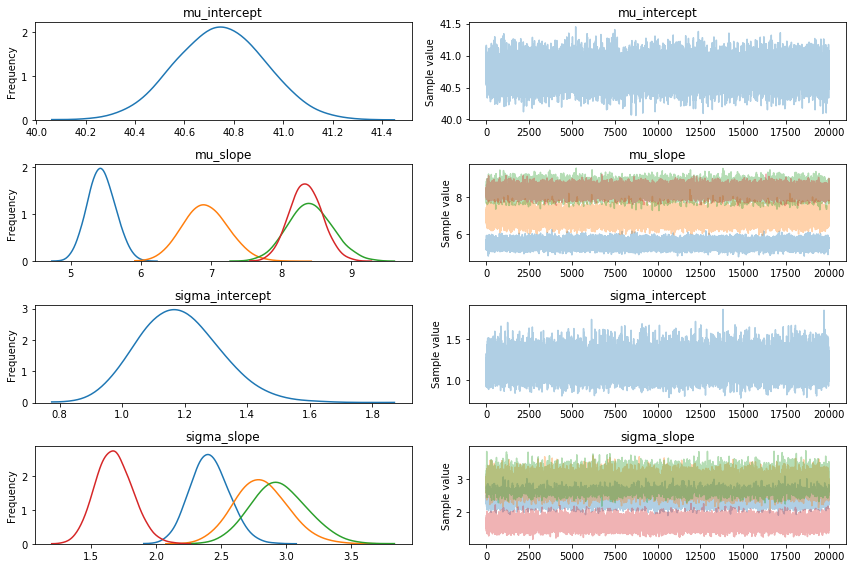 mu_intercept
Frequency
2
1
0
40.0 40.2 40.4 40.6 40.8 41.0 41.2 41.4
mu_intercept
Sample value
41.5
41.0
40.5
40.0
0 2500 5000 7500 10000 12500 15000 17500 20000
mu_slope
Frequency
2
1
0
5 6 7 8 9
mu_slope
Sample value
8
6
0 2500 5000 7500 10000 12500 15000 17500 20000
sigma_intercept
Frequency
3
2
1
0
0.8 1.0 1.2 1.4 1.6 1.8
sigma_intercept
Sample value
1.5
1.0
0 2500 5000 7500 10000 12500 15000 17500 20000
sigma_slope
Frequency
2
1
0
1.5 2.0 2.5 3.0 3.5
sigma_slope
Sample value
3
2
0 2500 5000 7500 10000 12500 15000 17500 20000